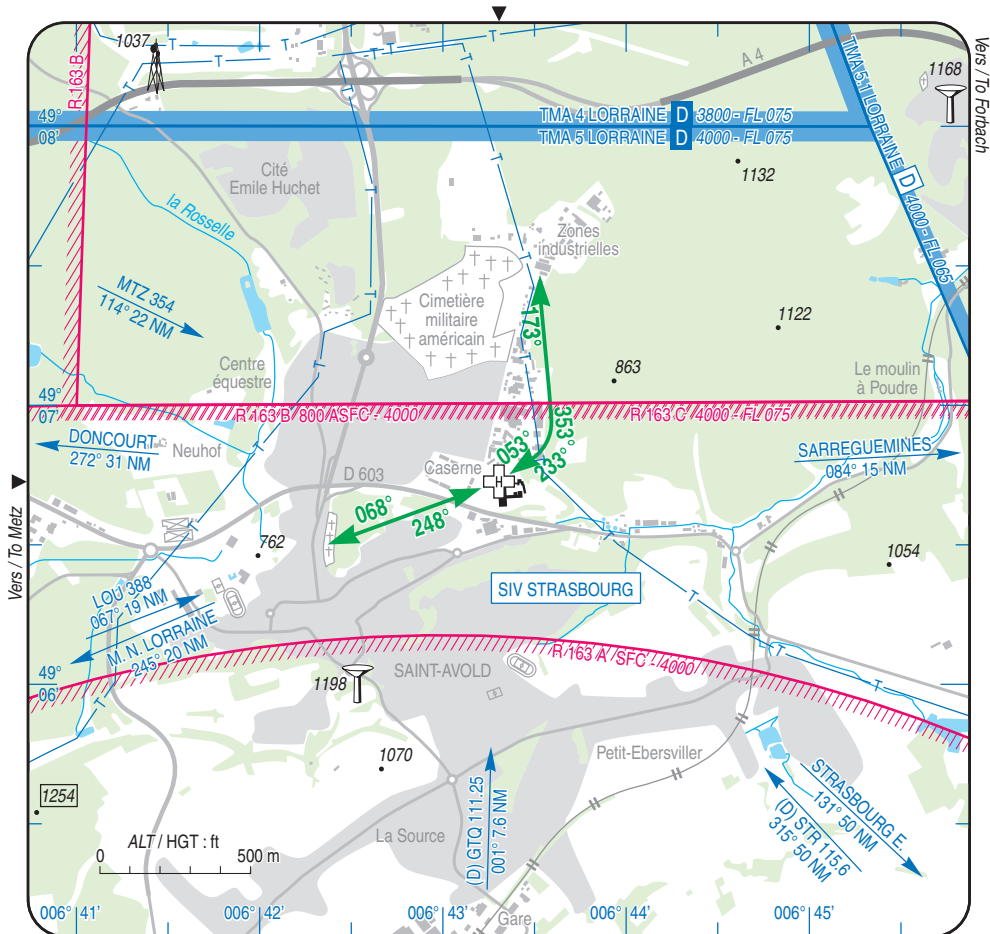 1037
T
T
T
T
T
A 4
TMA 5.1 LORRAINE D 4000 - FL 065
Vers / To Forbach
R 163 B
1168
49°
08'
TMA 4 LORRAINE D 3800 - FL 075
TMA 5 LORRAINE D 4000 - FL 075
T
1132
Cité
Emile Huchet
T
T
la Rosselle
Zones
industrielles
T
MTZ 354
114° 22 NM
T
Cimetière
militaire
américain
173°
1122
T
T
863
Centre
équestre
Le moulin
à Poudre
49°
07'
R 163 B 800 ASFC - 4000
R 163 C 4000 - FL 075
353°
DONCOURT
272° 31 NM
Neuhof
T
053°
233°
SARREGUEMINES
084° 15 NM
Caserne
H
D 603
Vers / To Metz
068°
248°
T
762
T
1054
LOU 388
067° 19 NM
M. N. LORRAINE
245° 20 NM
SIV STRASBOURG
T
T
R 163 A / SFC - 4000
49°
06'
SAINT-AVOLD
T
T
1198
1070
Petit-Ebersviller
STRASBOURG E.
131° 50 NM
(D) STR 115.6
315° 50 NM
1254
(D) GTQ 111.25
001° 7.6 NM
La Source
ALT / HGT : ft
0 500 m
006° 41' 006° 42' 006° 43' 006° 44' 006° 45'
Gare